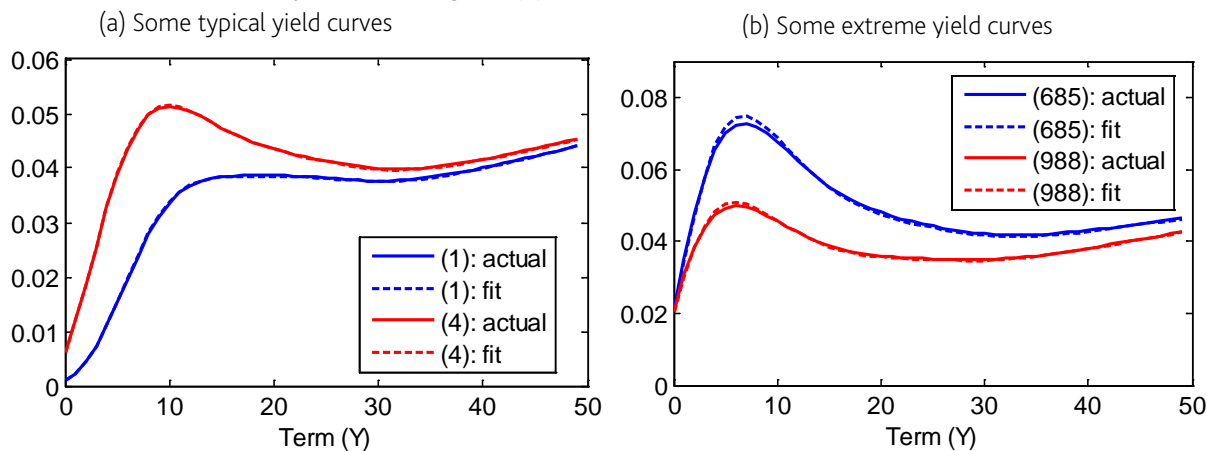 (a) Some typical yield curves
0.06
0.05
0.04
0.03
0.02
0.01
0
0 10 20 30 40 50
Term (Y)
(1): actual
(1): fit
(4): actual
(4): fit
(b) Some extreme yield curves
0.08
0.06
0.04
0.02
0
0 10 20 30 40 50
Term (Y)
(685): actual
(685): fit
(988): actual
(988): fit